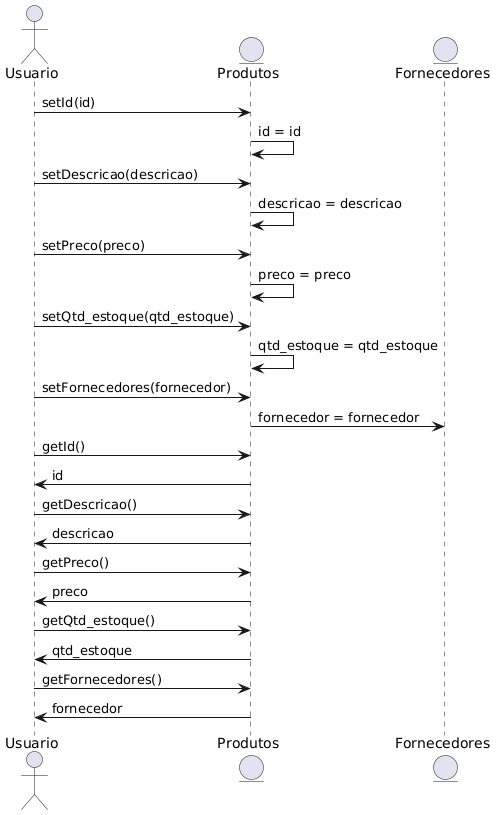 Usuario
Produtos
Fornecedores
setId(id)
id = id
setDescricao(descricao)
descricao = descricao
setPreco(preco)
preco = preco
setQtd_estoque(qtd_estoque)
qtd_estoque = qtd_estoque
setFornecedores(fornecedor)
fornecedor = fornecedor
getId()
id
getDescricao()
descricao
getPreco()
preco
getQtd_estoque()
qtd_estoque
getFornecedores()
fornecedor
Usuario
Produtos
Fornecedores